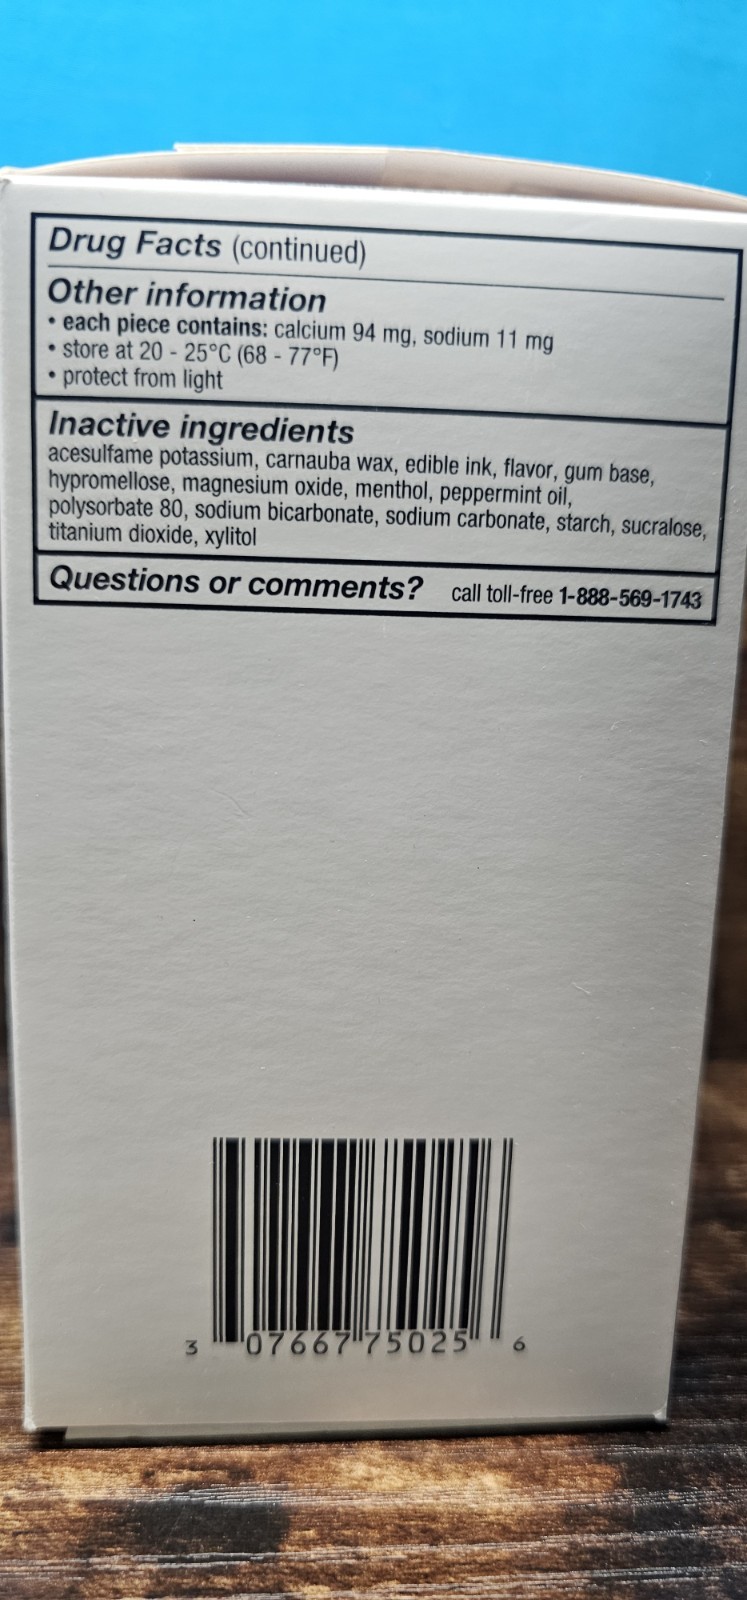 Drug Facts (continued)
Other information
• each piece contains: calcium 94 mg, sodium 11 mg
• store at 20 - 25°C (68 - 77°F)
• protect from light
Inactive ingredients
acesulfame potassium, carnauba wax, edible ink, flavor, gum base,
hypromellose, magnesium oxide, menthol, peppermint oil,
polysorbate 80, sodium bicarbonate, sodium carbonate, starch, sucralose,
titanium dioxide, xylitol
Questions or comments? call toll-free 1-888-569-1743
3 07667 75025 6